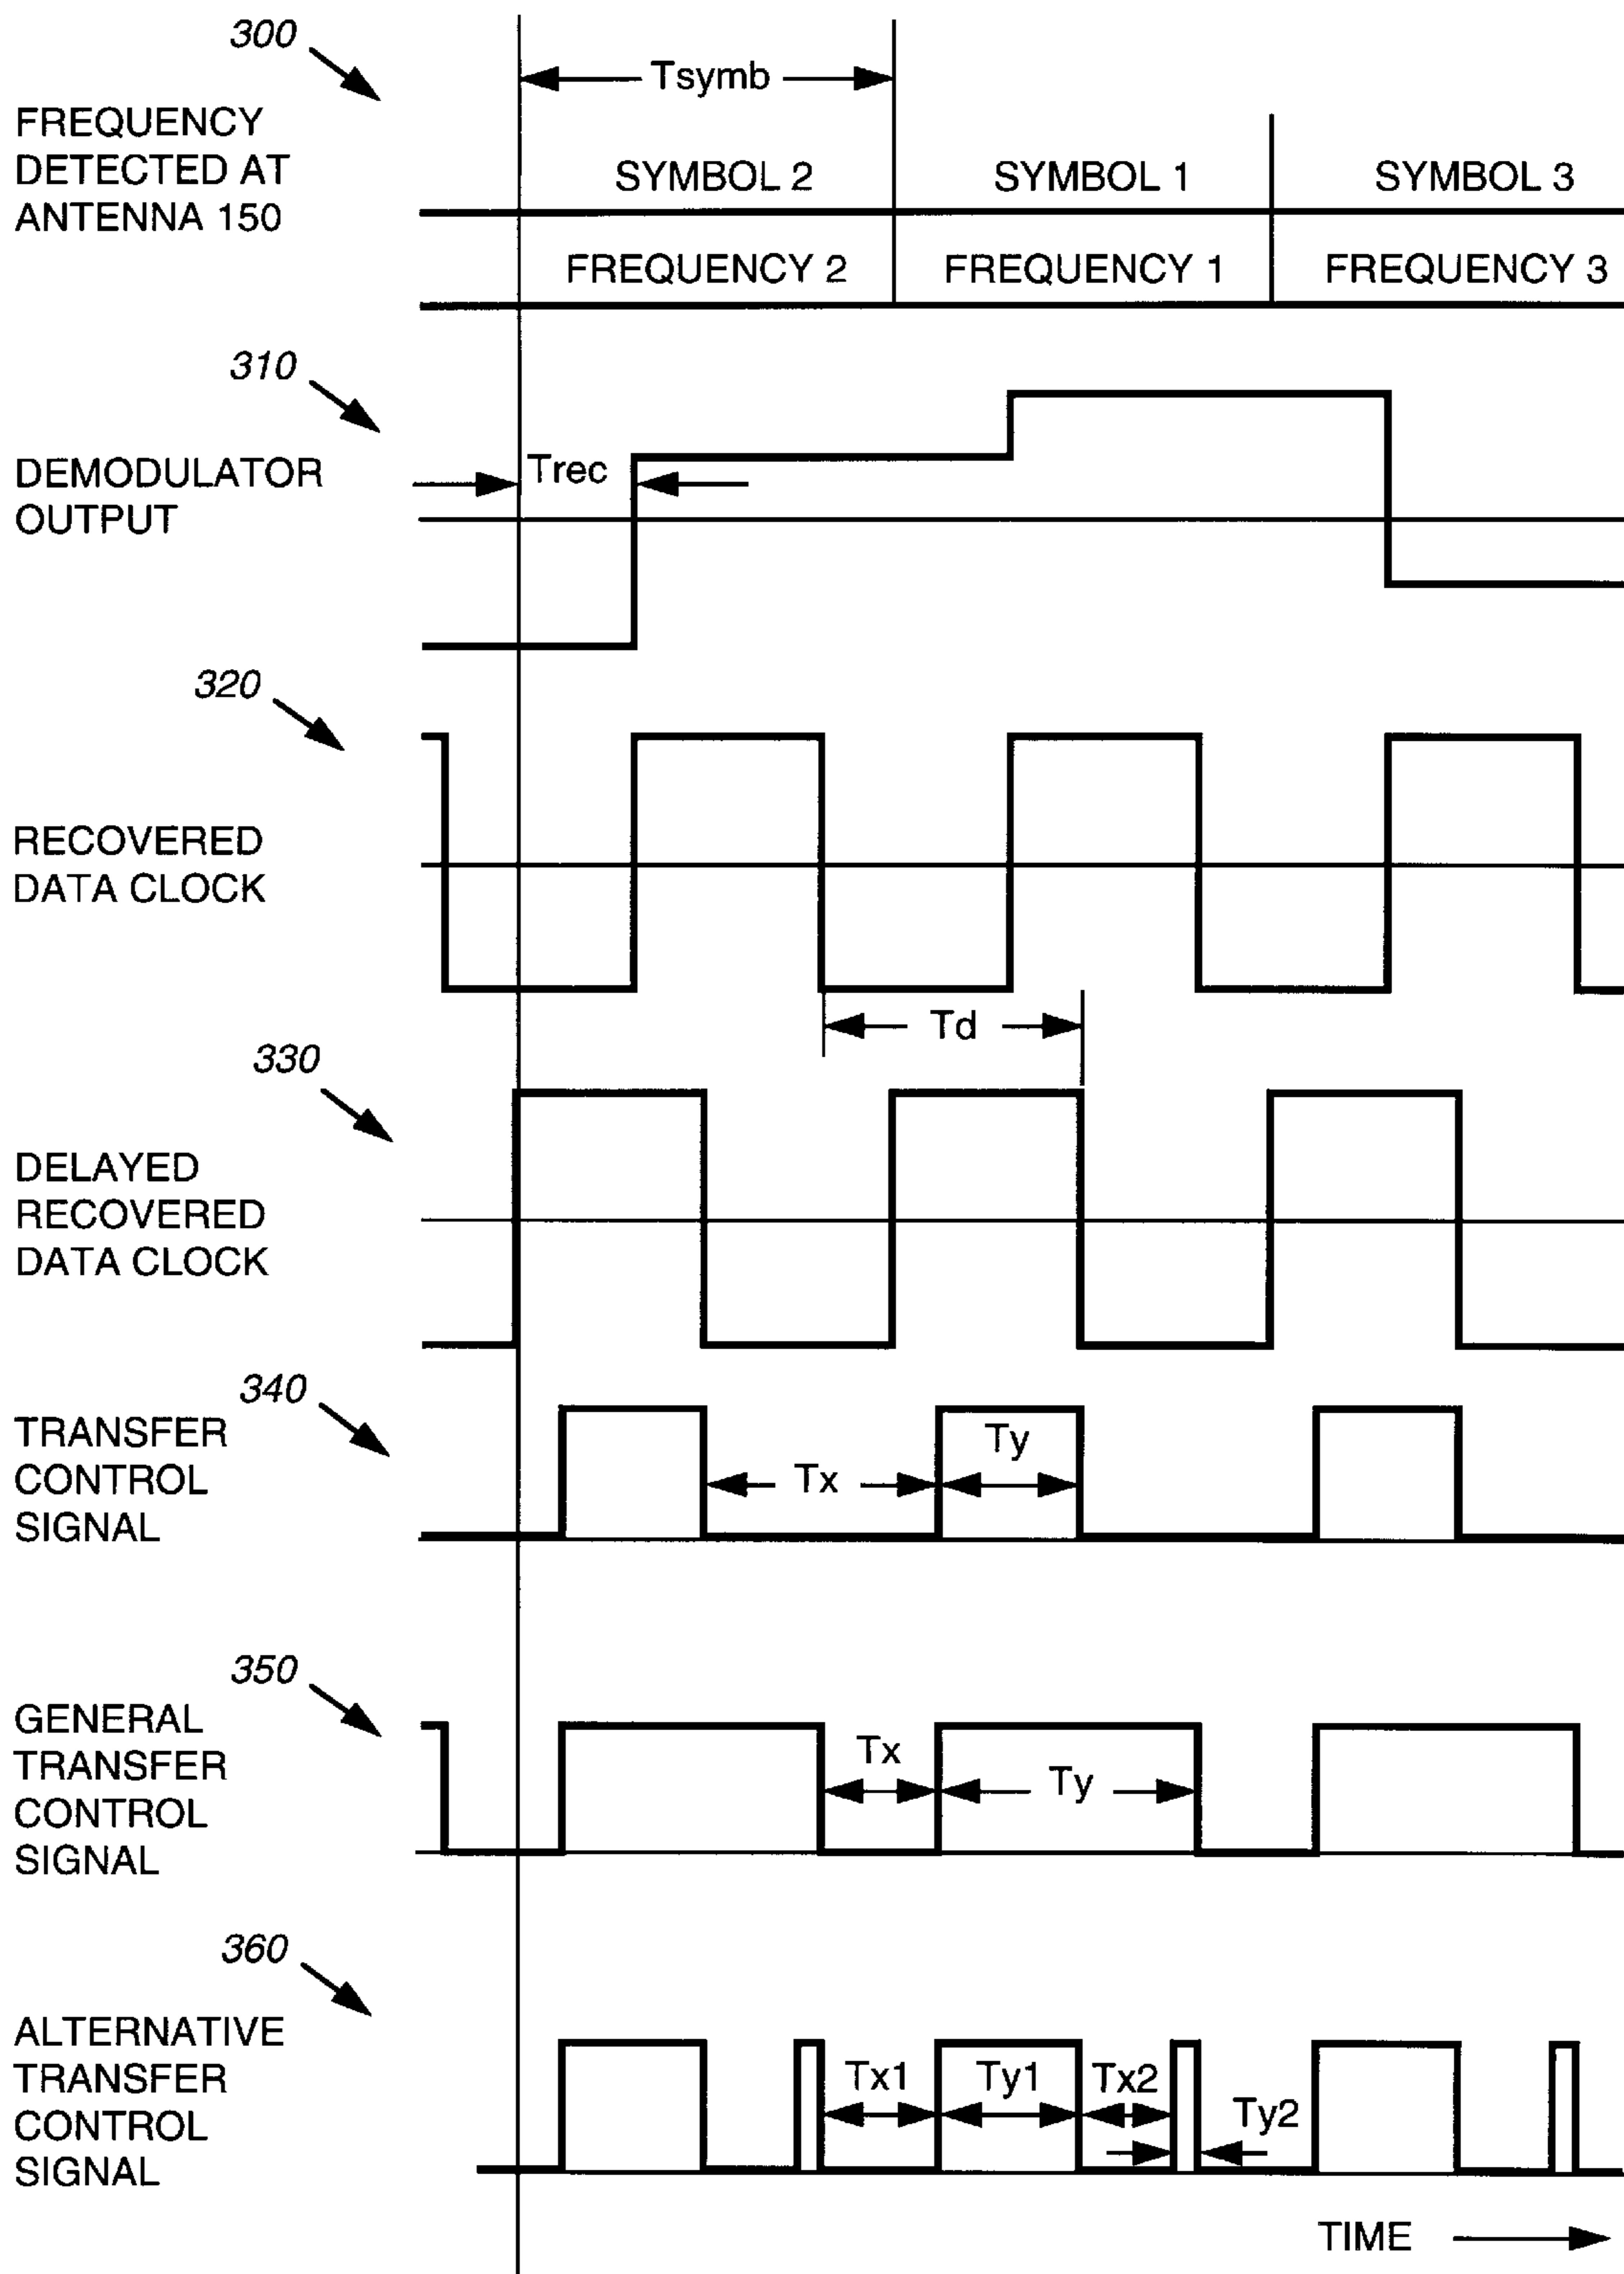 300
Tsymb
FREQUENCY
DETECTED AT
ANTENNA 150
SYMBOL 2 SYMBOL 1 SYMBOL 3
FREQUENCY 2 FREQUENCY 1 FREQUENCY 3
310
DEMODULATOR
OUTPUT
Trec
320
RECOVERED
DATA CLOCK
Td
330
DELAYED
RECOVERED
DATA CLOCK
340
TRANSFER
CONTROL
SIGNAL
Tx Ty
350
GENERAL
TRANSFER
CONTROL
SIGNAL
Tx Ty
360
ALTERNATIVE
TRANSFER
CONTROL
SIGNAL
Tx1 Ty1 Tx2 Ty2
TIME